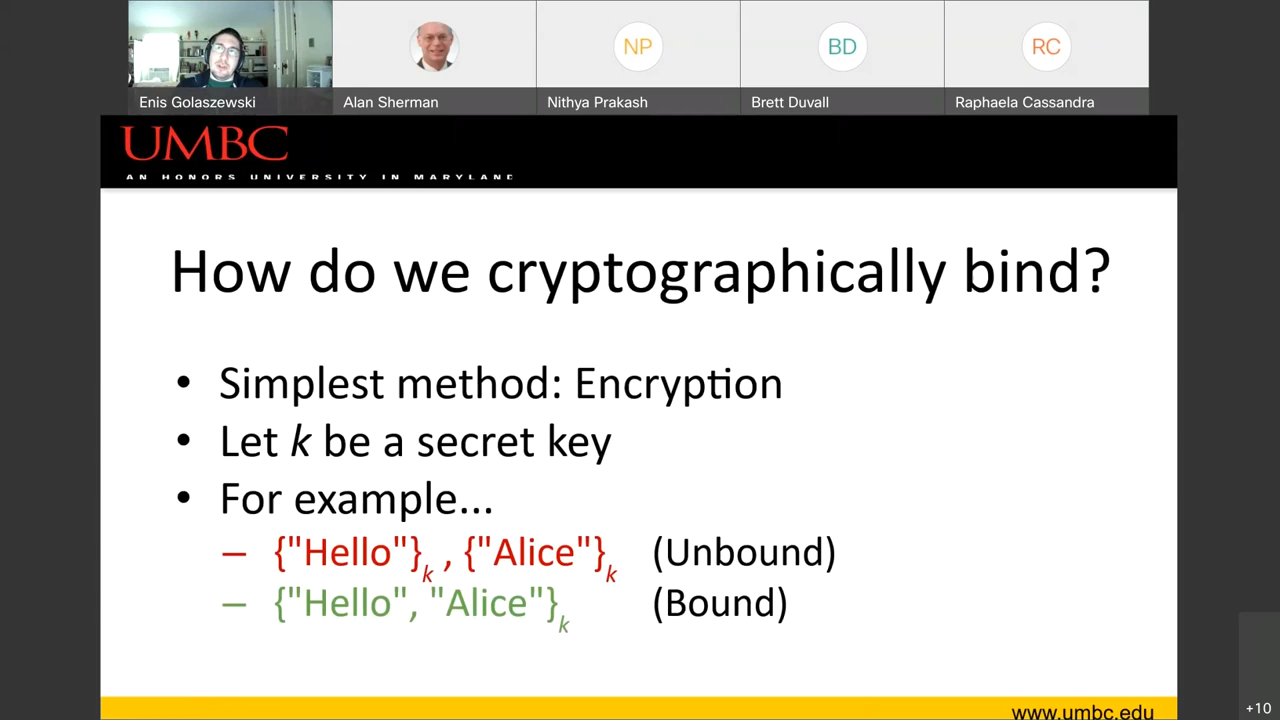 Enis Golaszewski
Alan Sherman
NP
Nithya Prakash
BD
Brett Duvall
RC
Raphaela Cassandra
UMBC
AN HONORS UNIVERSITY IN MARYLAND
How do we cryptographically bind?
• Simplest method: Encryption
• Let k be a secret key
• For example...
– {"Hello"}k , {"Alice"}k (Unbound)
– {"Hello", "Alice"}k (Bound)
www.umbc.edu
+10